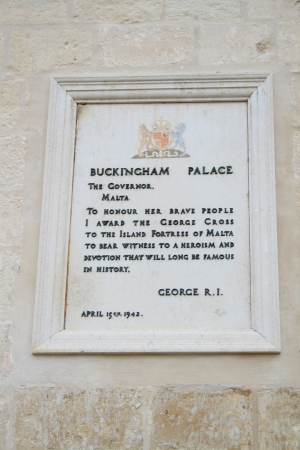 BUCKINGHAM PALACE
THE GOVERNOR,
MALTA
TO HONOUR HER BRAVE PEOPLE
I AWARD THE GEORGE CROSS
TO THE ISLAND FORTRESS OF MALTA
TO BEAR WITNESS TO A HEROISM AND
DEVOTION THAT WILL LONG BE FAMOUS
IN HISTORY.
GEORGE R.I.
APRIL 15TH. 1942.